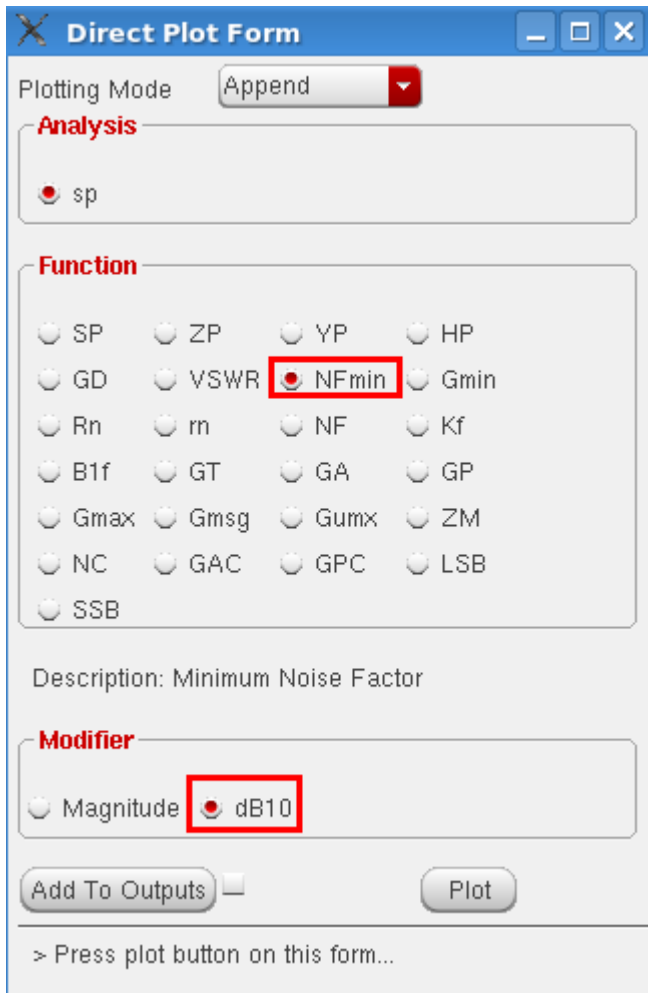 Direct Plot Form
Plotting Mode Append
Analysis
sp
Function
SP ZP YP HP
GD VSWR NFmin Gmin
Rn rn NF Kf
B1f GT GA GP
Gmax Gmsg Gumx ZM
NC GAC GPC LSB
SSB
Description: Minimum Noise Factor
Modifier
Magnitude dB10
Add To Outputs Plot
> Press plot button on this form...